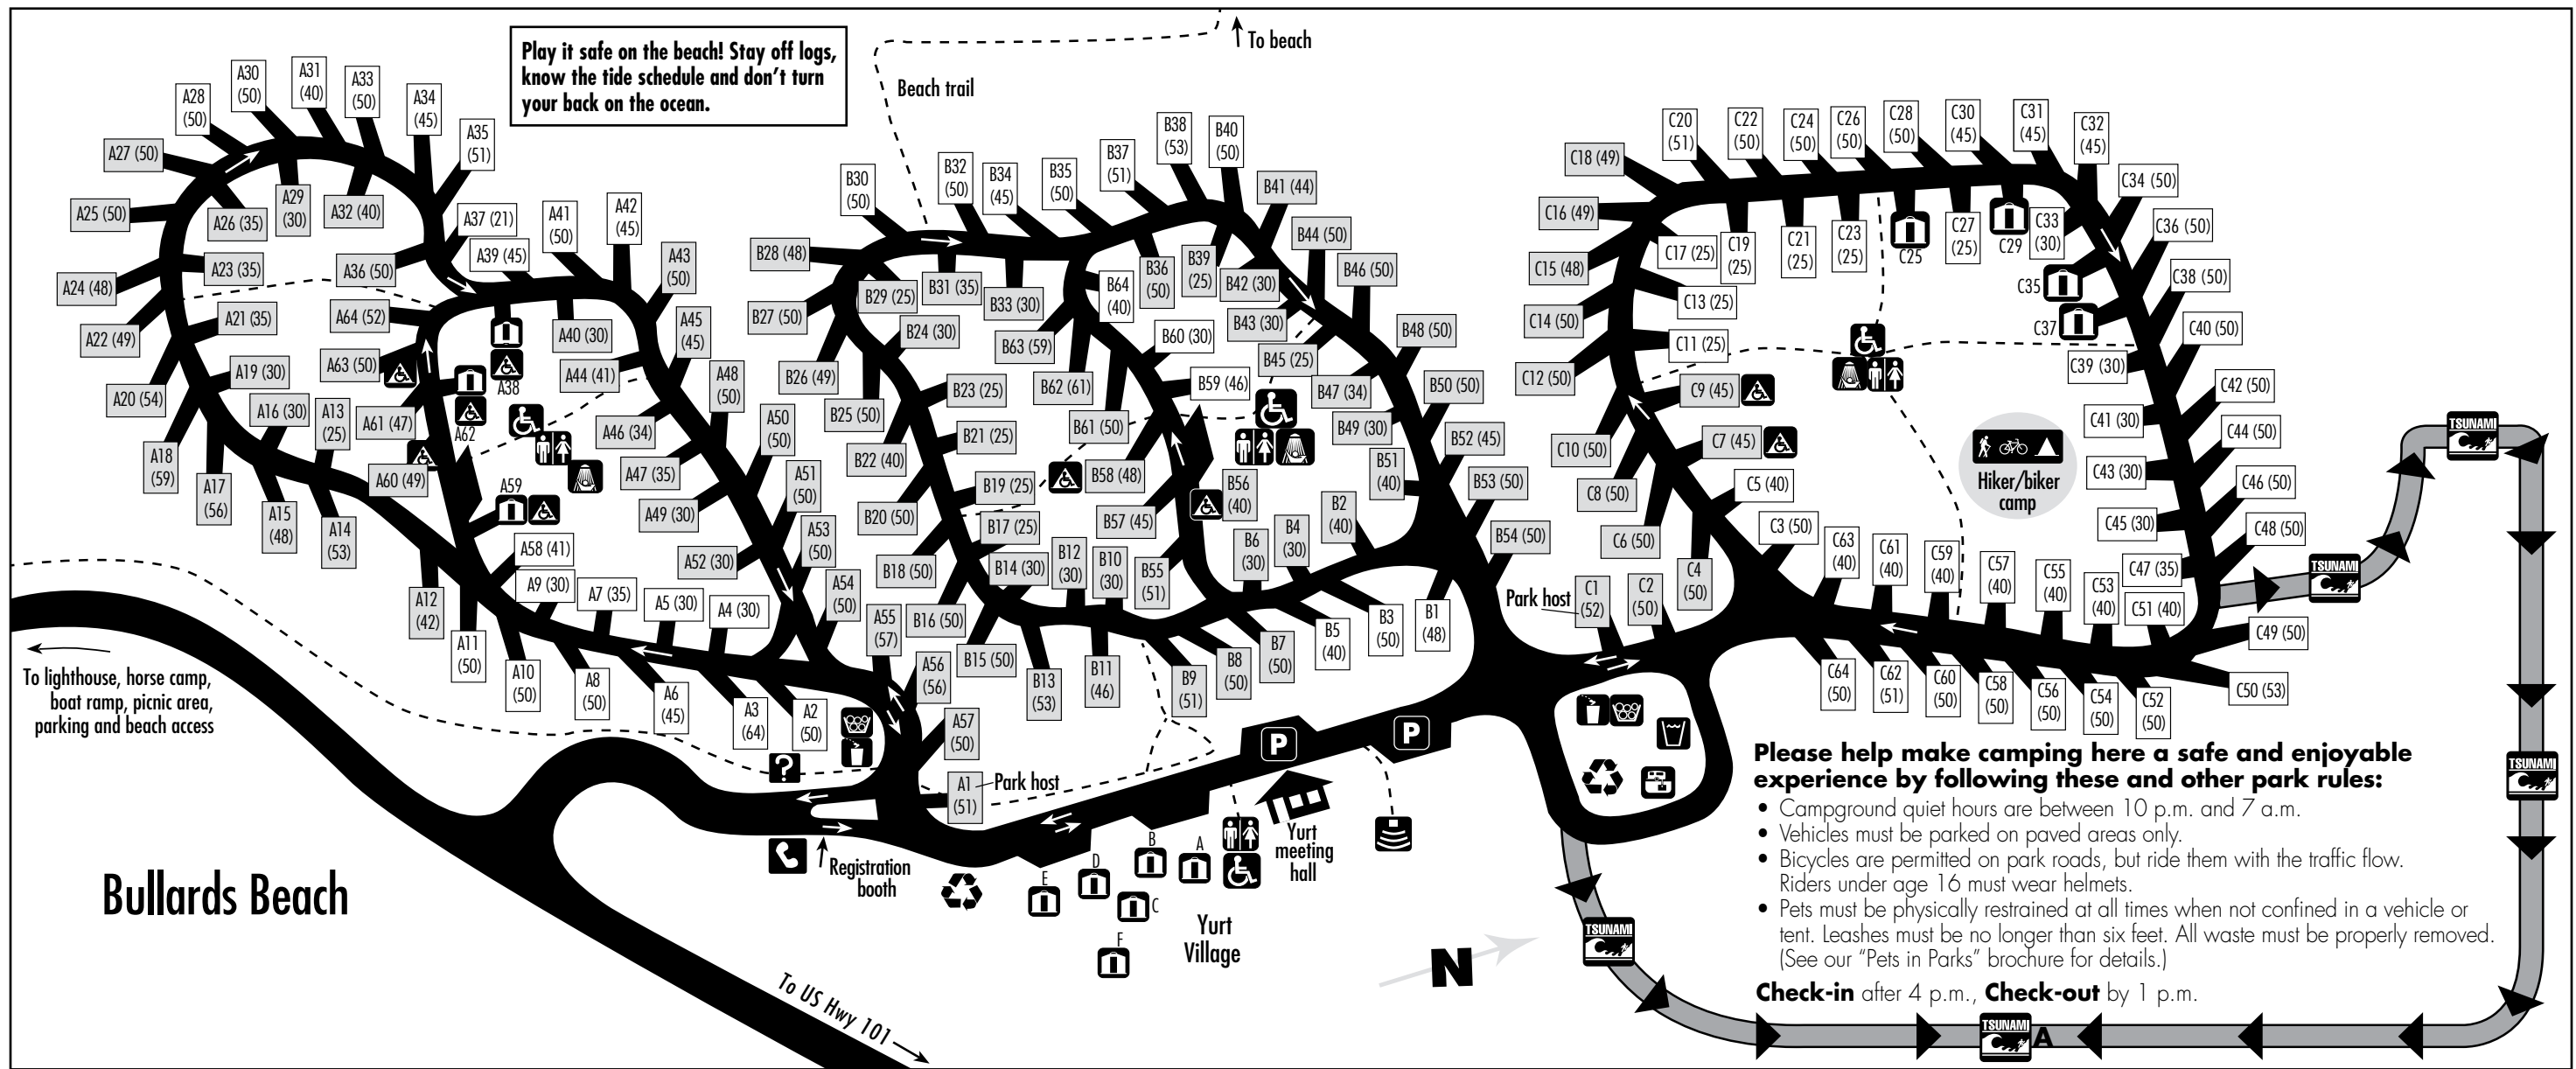 Play it safe on the beach! Stay off logs,
know the tide schedule and don't turn
your back on the ocean.
To beach
Beach trail
A30
(50)
A31
(40)
A33
(50)
A28
(50)
A34
(45)
A35
(51)
A27 (50)
A25 (50)
A26 (35)
A29
(30)
A32 (40)
A37 (21)
A41
(50)
A42
(45)
A39 (45)
A43
(50)
A23 (35)
A36 (50)
A24 (48)
A64 (52)
A21 (35)
A22 (49)
A40 (30)
A45
(45)
A63 (50)
A38
A44 (41)
A19 (30)
A48
(50)
A20 (54)
A16 (30)
A13
(25)
A61 (47)
A62
A46 (34)
A50
(50)
A18
(59)
A17
(56)
A60 (49)
A59
A47 (35)
A51
(50)
A15
(48)
A14
(53)
A49 (30)
A53
(50)
A58 (41)
A52 (30)
A12
(42)
A9 (30)
A7 (35)
A5 (30)
A4 (30)
A54
(50)
A55
(57)
A11
(50)
A10
(50)
A8
(50)
A6
(45)
A3
(64)
A2
(50)
A56
(56)
A57
(50)
A1
(51)
Park host
B38
(53)
B40
(50)
B37
(51)
B30
(50)
B32
(50)
B34
(45)
B35
(50)
B41 (44)
B28 (48)
B44 (50)
B39
(25)
B36
(50)
B46 (50)
B29 (25)
B31 (35)
B33 (30)
B64
(40)
B42 (30)
B27 (50)
B24 (30)
B63 (59)
B60 (30)
B43 (30)
B48 (50)
B45 (25)
B26 (49)
B23 (25)
B62 (61)
B59 (46)
B47 (34)
B50 (50)
B25 (50)
B21 (25)
B61 (50)
B49 (30)
B52 (45)
B22 (40)
B58 (48)
B51
(40)
B19 (25)
B56
(40)
B53 (50)
B20 (50)
B17 (25)
B57 (45)
B2
(40)
B54 (50)
B6
(30)
B4
(30)
B18 (50)
B14 (30)
B12
(30)
B10
(30)
B55
(51)
B16 (50)
B15 (50)
B13
(53)
B11
(46)
B9
(51)
B8
(50)
B7
(50)
B5
(40)
B3
(50)
B1
(48)
C20
(51)
C22
(50)
C24
(50)
C26
(50)
C28
(50)
C30
(45)
C31
(45)
C32
(45)
C18 (49)
C34 (50)
C16 (49)
C36 (50)
C17 (25)
C19
(25)
C21
(25)
C23
(25)
C25
C27
(25)
C29
C33
(30)
C15 (48)
C35
C38 (50)
C13 (25)
C14 (50)
C37
C40 (50)
C11 (25)
C39 (30)
C12 (50)
C9 (45)
C42 (50)
C41 (30)
C44 (50)
C10 (50)
C7 (45)
Hiker/biker
camp
C43 (30)
C46 (50)
C8 (50)
C5 (40)
C3 (50)
C45 (30)
C48 (50)
C6 (50)
C4
(50)
C63
(40)
C61
(40)
C59
(40)
C57
(40)
C55
(40)
C53
(40)
C47 (35)
C51 (40)
Park host
C1
(52)
C2
(50)
C49 (50)
C64
(50)
C62
(51)
C60
(50)
C58
(50)
C56
(50)
C54
(50)
C52
(50)
C50 (53)
TSUNAMI
TSUNAMI
TSUNAMI
TSUNAMI
TSUNAMI
A
To lighthouse, horse camp,
boat ramp, picnic area,
parking and beach access
?
P
P
Registration
booth
E
D
B
A
C
F
Yurt
meeting
hall
Yurt
Village
Bullards Beach
To US Hwy 101
N
Please help make camping here a safe and enjoyable
experience by following these and other park rules:
• Campground quiet hours are between 10 p.m. and 7 a.m.
• Vehicles must be parked on paved areas only.
• Bicycles are permitted on park roads, but ride them with the traffic flow.
Riders under age 16 must wear helmets.
• Pets must be physically restrained at all times when not confined in a vehicle or
tent. Leashes must be no longer than six feet. All waste must be properly removed.
(See our "Pets in Parks" brochure for details.)
Check-in after 4 p.m., Check-out by 1 p.m.